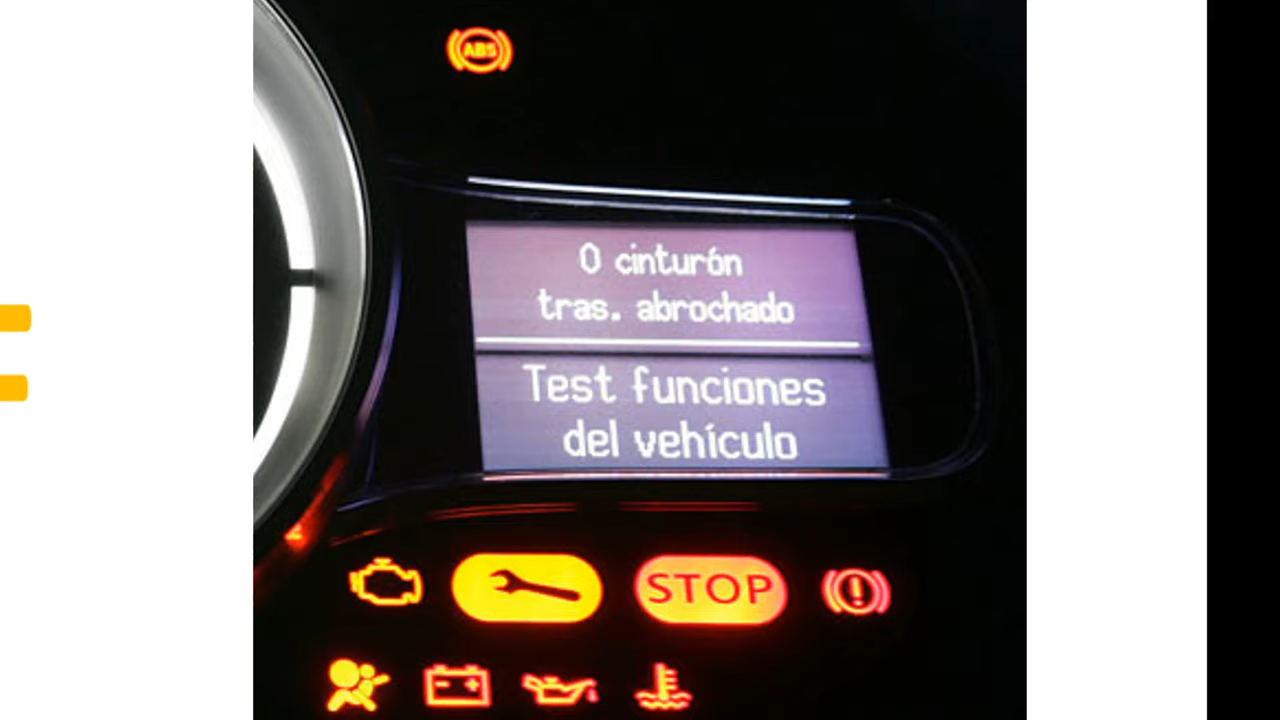 ABS
0 cinturón
tras. abrochado
Test funciones
del vehículo
STOP